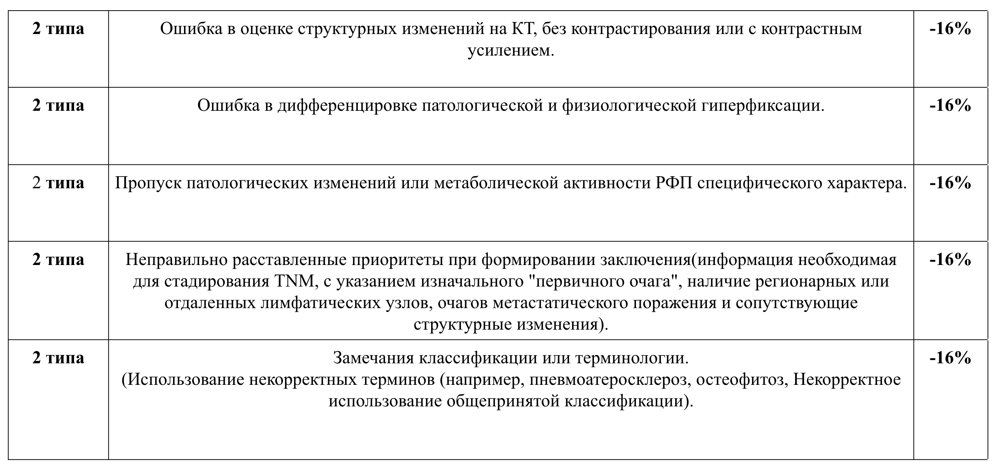 2 типа Ошибка в оценке структурных изменений на КТ, без контрастирования или с контрастным -16%
усилением.
2 типа Ошибка в дифференцировке патологической и физиологической гиперфиксации. -16%
2 типа Пропуск патологических изменений или метаболической активности РФП специфического характера. -16%
2 типа Неправильно расставленные приоритеты при формировании заключения(информация необходимая -16%
для стадирования TNM, с указанием изначального "первичного очага", наличие регионарных или
отдаленных лимфатических узлов, очагов метастатического поражения и сопутствующие
структурные изменения).
2 типа Замечания классификации или терминологии. -16%
(Использование некорректных терминов (например, пневмоатеросклероз, остеофитоз, Некорректное
использование общепринятой классификации).